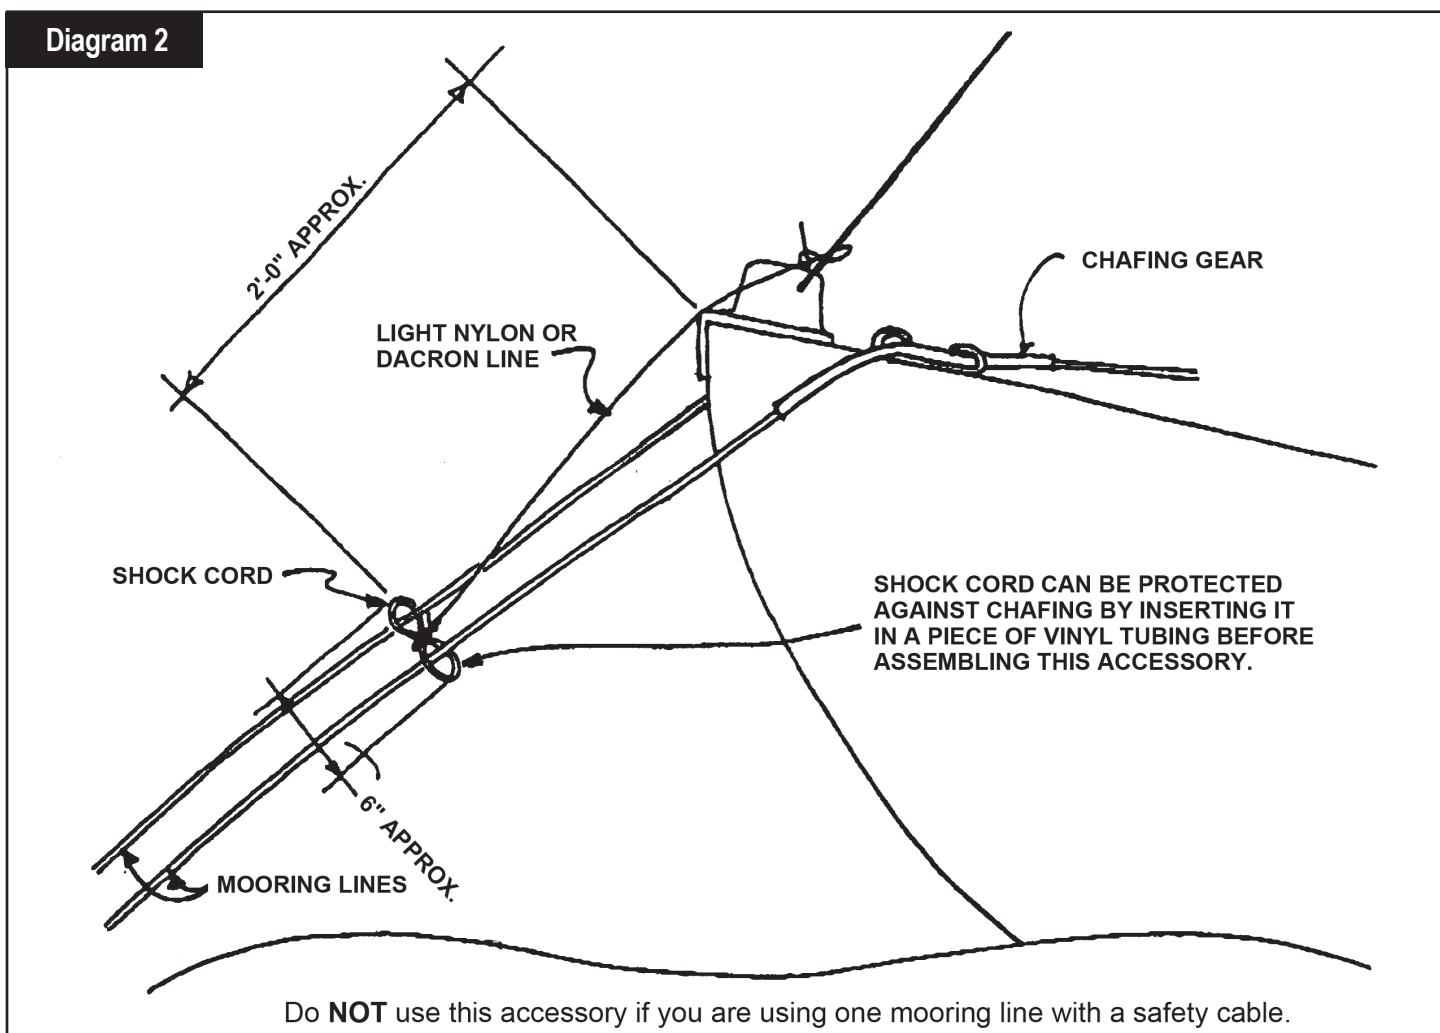 Diagram 2
2'-0" APPROX.
CHAFING GEAR
LIGHT NYLON OR
DACRON LINE
SHOCK CORD
SHOCK CORD CAN BE PROTECTED
AGAINST CHAFING BY INSERTING IT
IN A PIECE OF VINYL TUBING BEFORE
ASSEMBLING THIS ACCESSORY.
6" APPROX.
MOORING LINES
Do NOT use this accessory if you are using one mooring line with a safety cable.